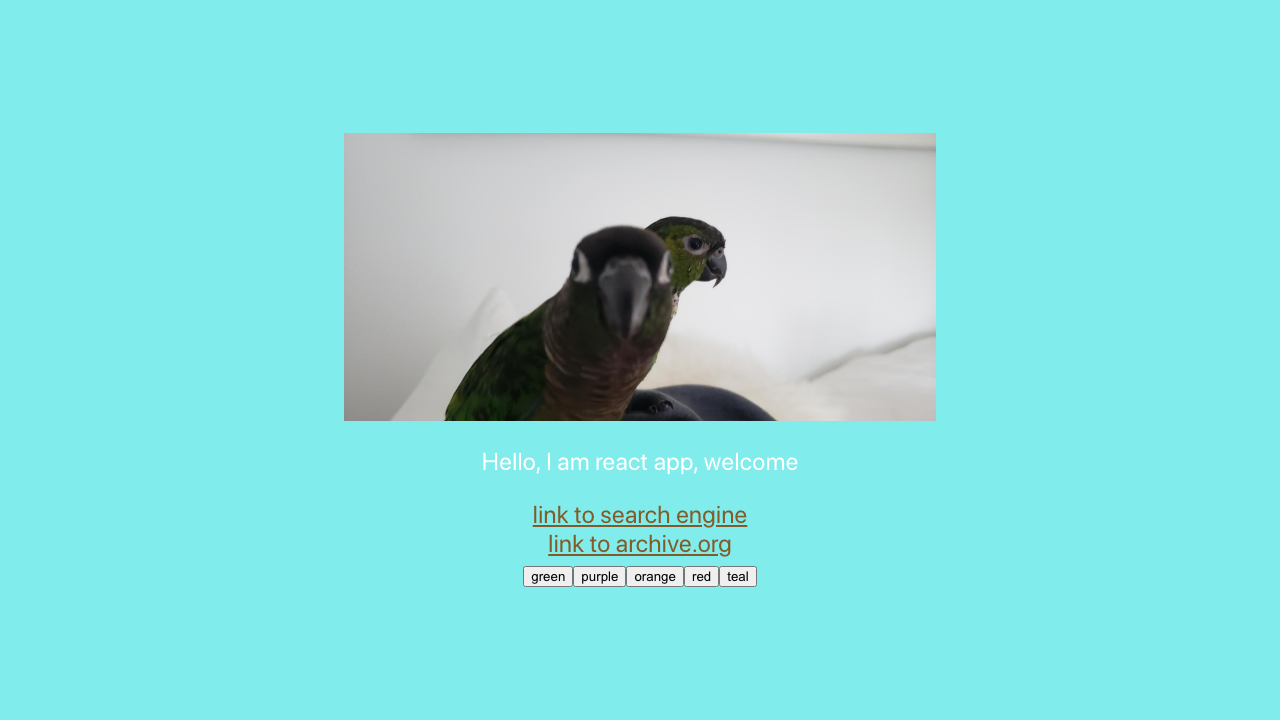 Hello, I am react app, welcome
link to search engine
link to archive.org
green purple orange red teal